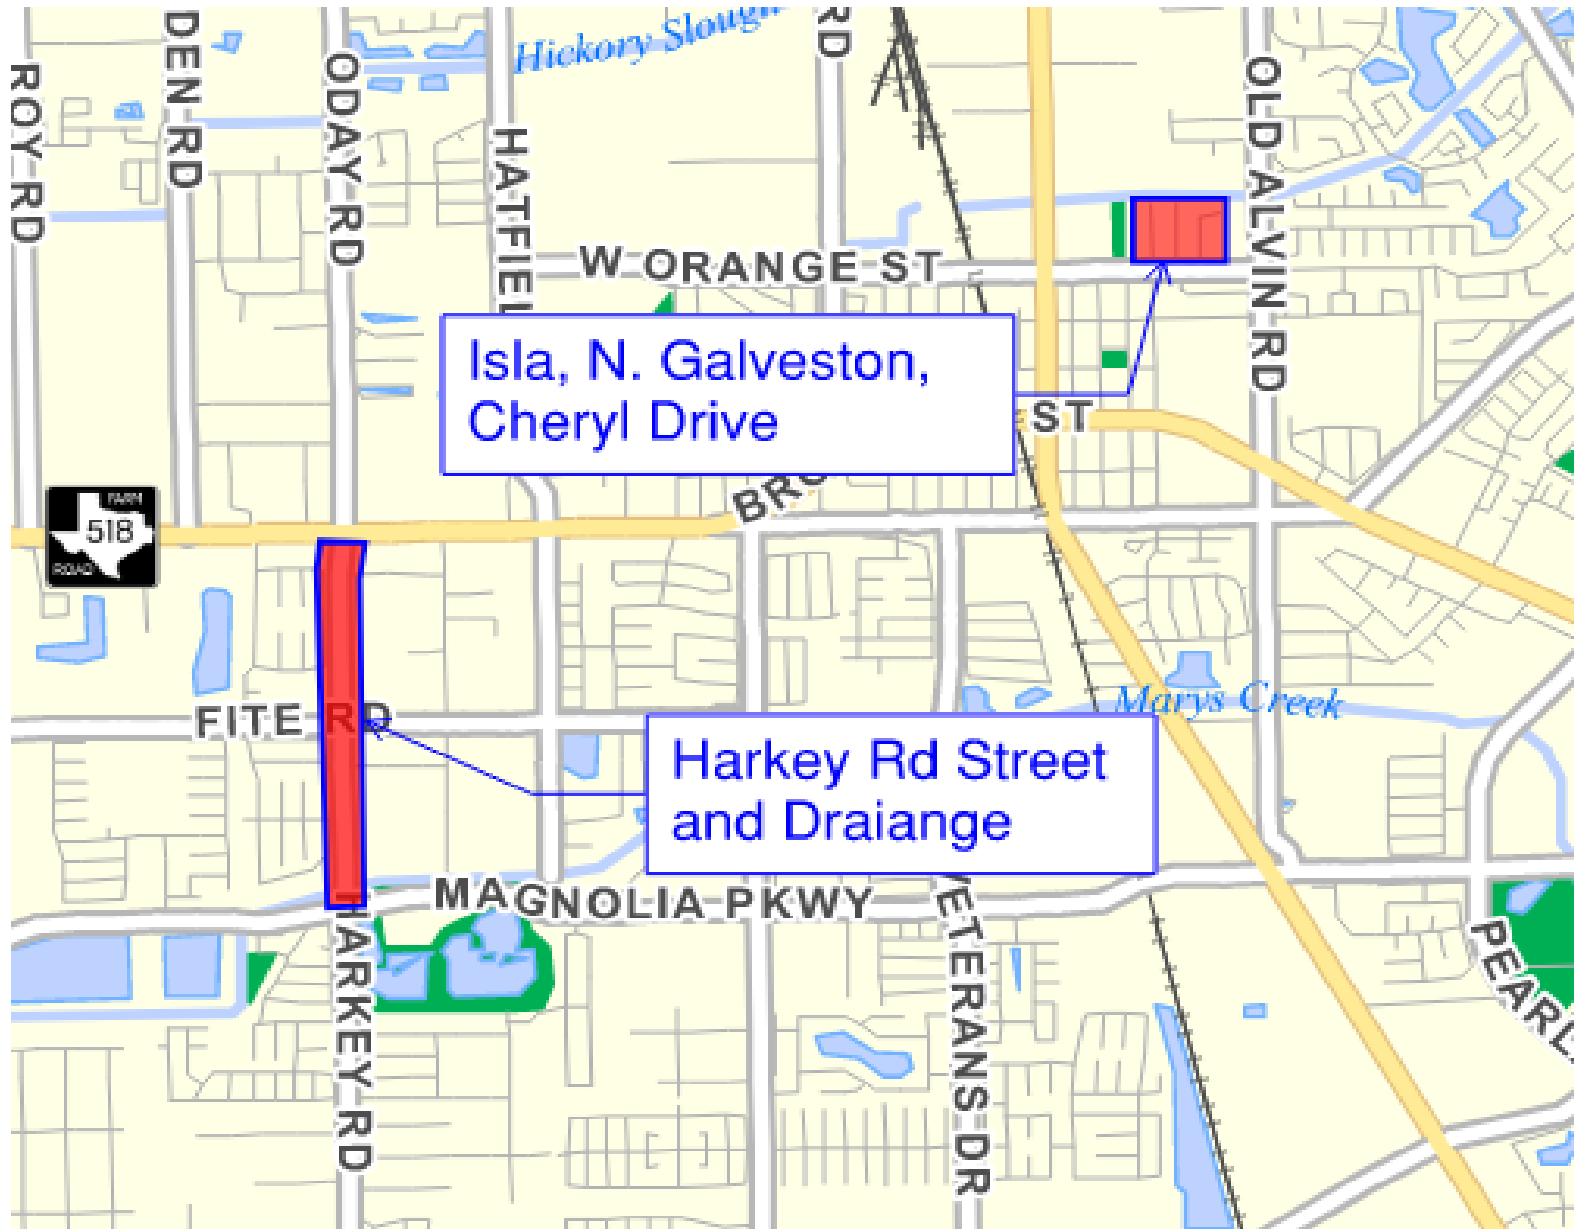 Hickory Slough
RD
DEN RD
ODAY RD
ROY RD
HATFIEL
OLD ALVIN RD
W ORANGE ST
Isla, N. Galveston,
Cheryl Drive
ST
BRO
FARM
518
ROAD
FITE RD
Marys Creek
Harkey Rd Street
and Draiange
MAGNOLIA PKWY
HARKEY RD
VETERANS DR
PEARL